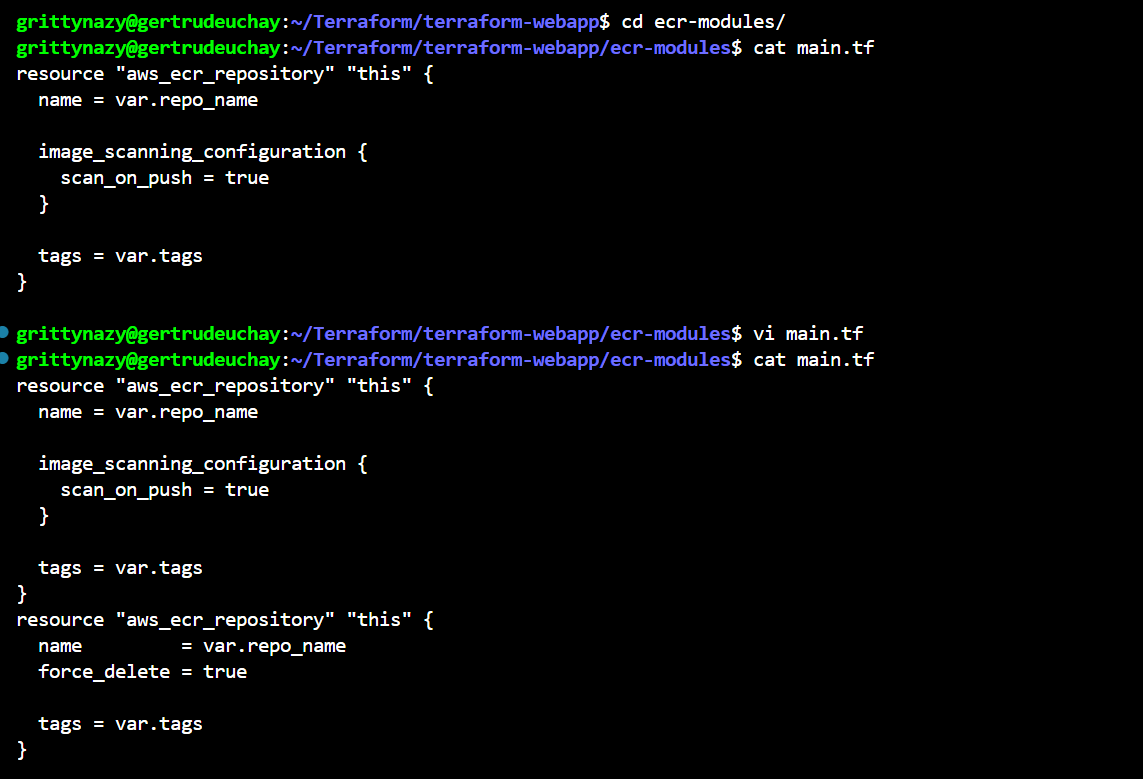 grittynazy@gertrudeuchay:~/Terraform/terraform-webapp$ cd ecr-modules/
grittynazy@gertrudeuchay:~/Terraform/terraform-webapp/ecr-modules$ cat main.tf
resource "aws_ecr_repository" "this" {
  name = var.repo_name

  image_scanning_configuration {
    scan_on_push = true
  }

  tags = var.tags
}

grittynazy@gertrudeuchay:~/Terraform/terraform-webapp/ecr-modules$ vi main.tf
grittynazy@gertrudeuchay:~/Terraform/terraform-webapp/ecr-modules$ cat main.tf
resource "aws_ecr_repository" "this" {
  name = var.repo_name

  image_scanning_configuration {
    scan_on_push = true
  }

  tags = var.tags
}
resource "aws_ecr_repository" "this" {
  name         = var.repo_name
  force_delete = true

  tags = var.tags
}